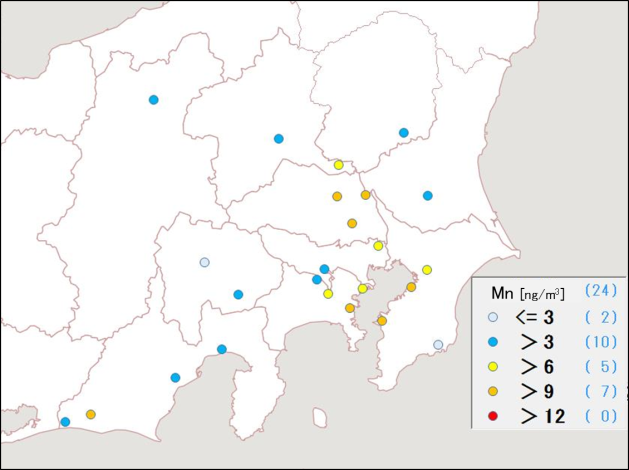 Mn [ng/m³] (24)
<= 3 ( 2)
> 3 (10)
> 6 ( 5)
> 9 ( 7)
> 12 ( 0)